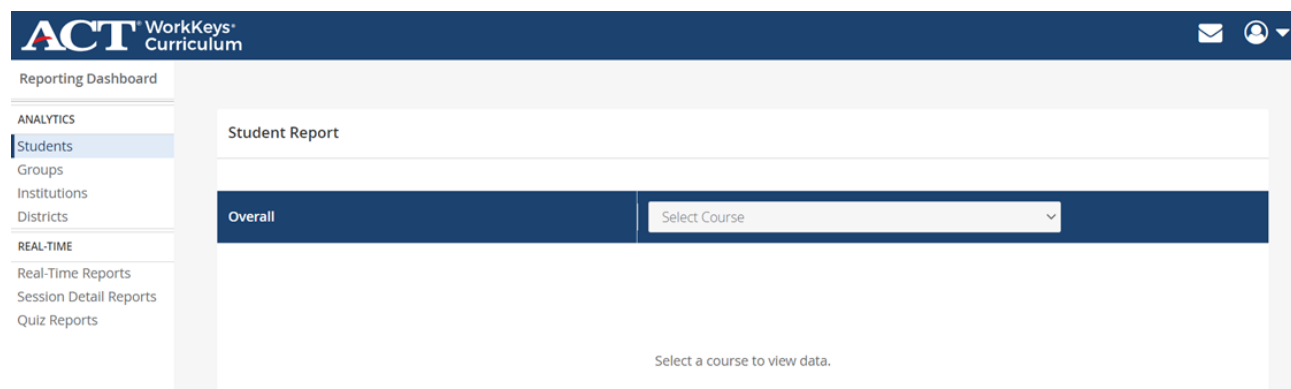 ACT® WorkKeys®
Curriculum
Reporting Dashboard
ANALYTICS
Students
Groups
Institutions
Districts
REAL-TIME
Real-Time Reports
Session Detail Reports
Quiz Reports
Student Report
Overall
Select Course
Select a course to view data.